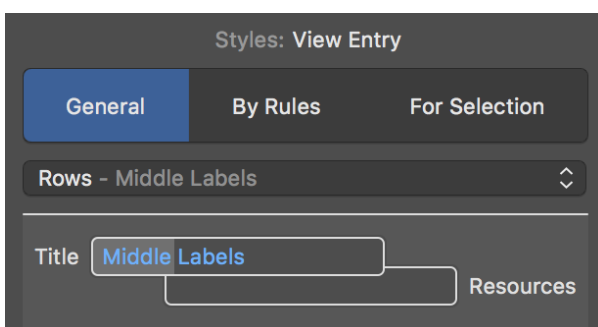 Styles: View Entry
General By Rules For Selection
Rows - Middle Labels
Title Middle Labels
Resources